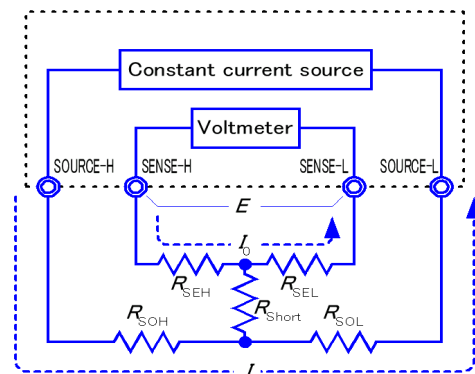 Constant current source
Voltmeter
SOURCE-H SENSE-H SENSE-L SOURCE-L
E
I0
RSEH RSEL
RShort
RSOH RSOL
I